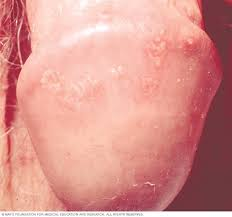 © MAYO FOUNDATION FOR MEDICAL EDUCATION AND RESEARCH. ALL RIGHTS RESERVED.